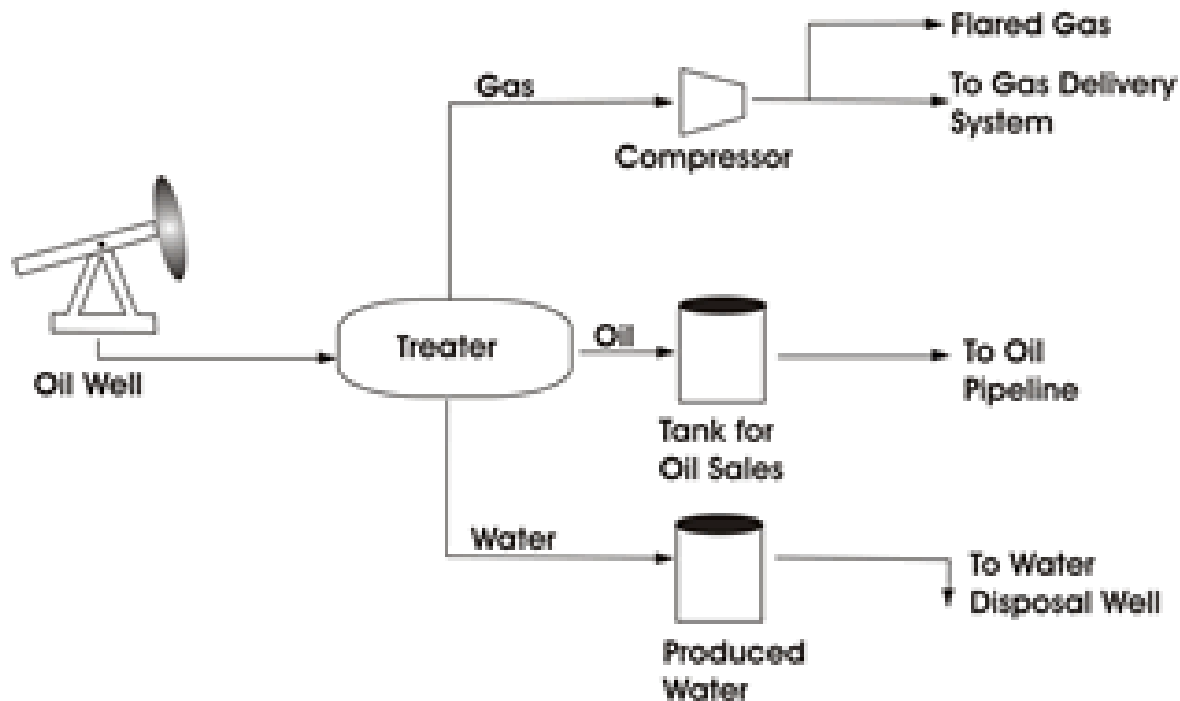 Flared Gas
Gas
To Gas Delivery
System
Compressor
Treater
Oil
Oil Well
To Oil
Pipeline
Tank for
Oil Sales
Water
To Water
Disposal Well
Produced
Water